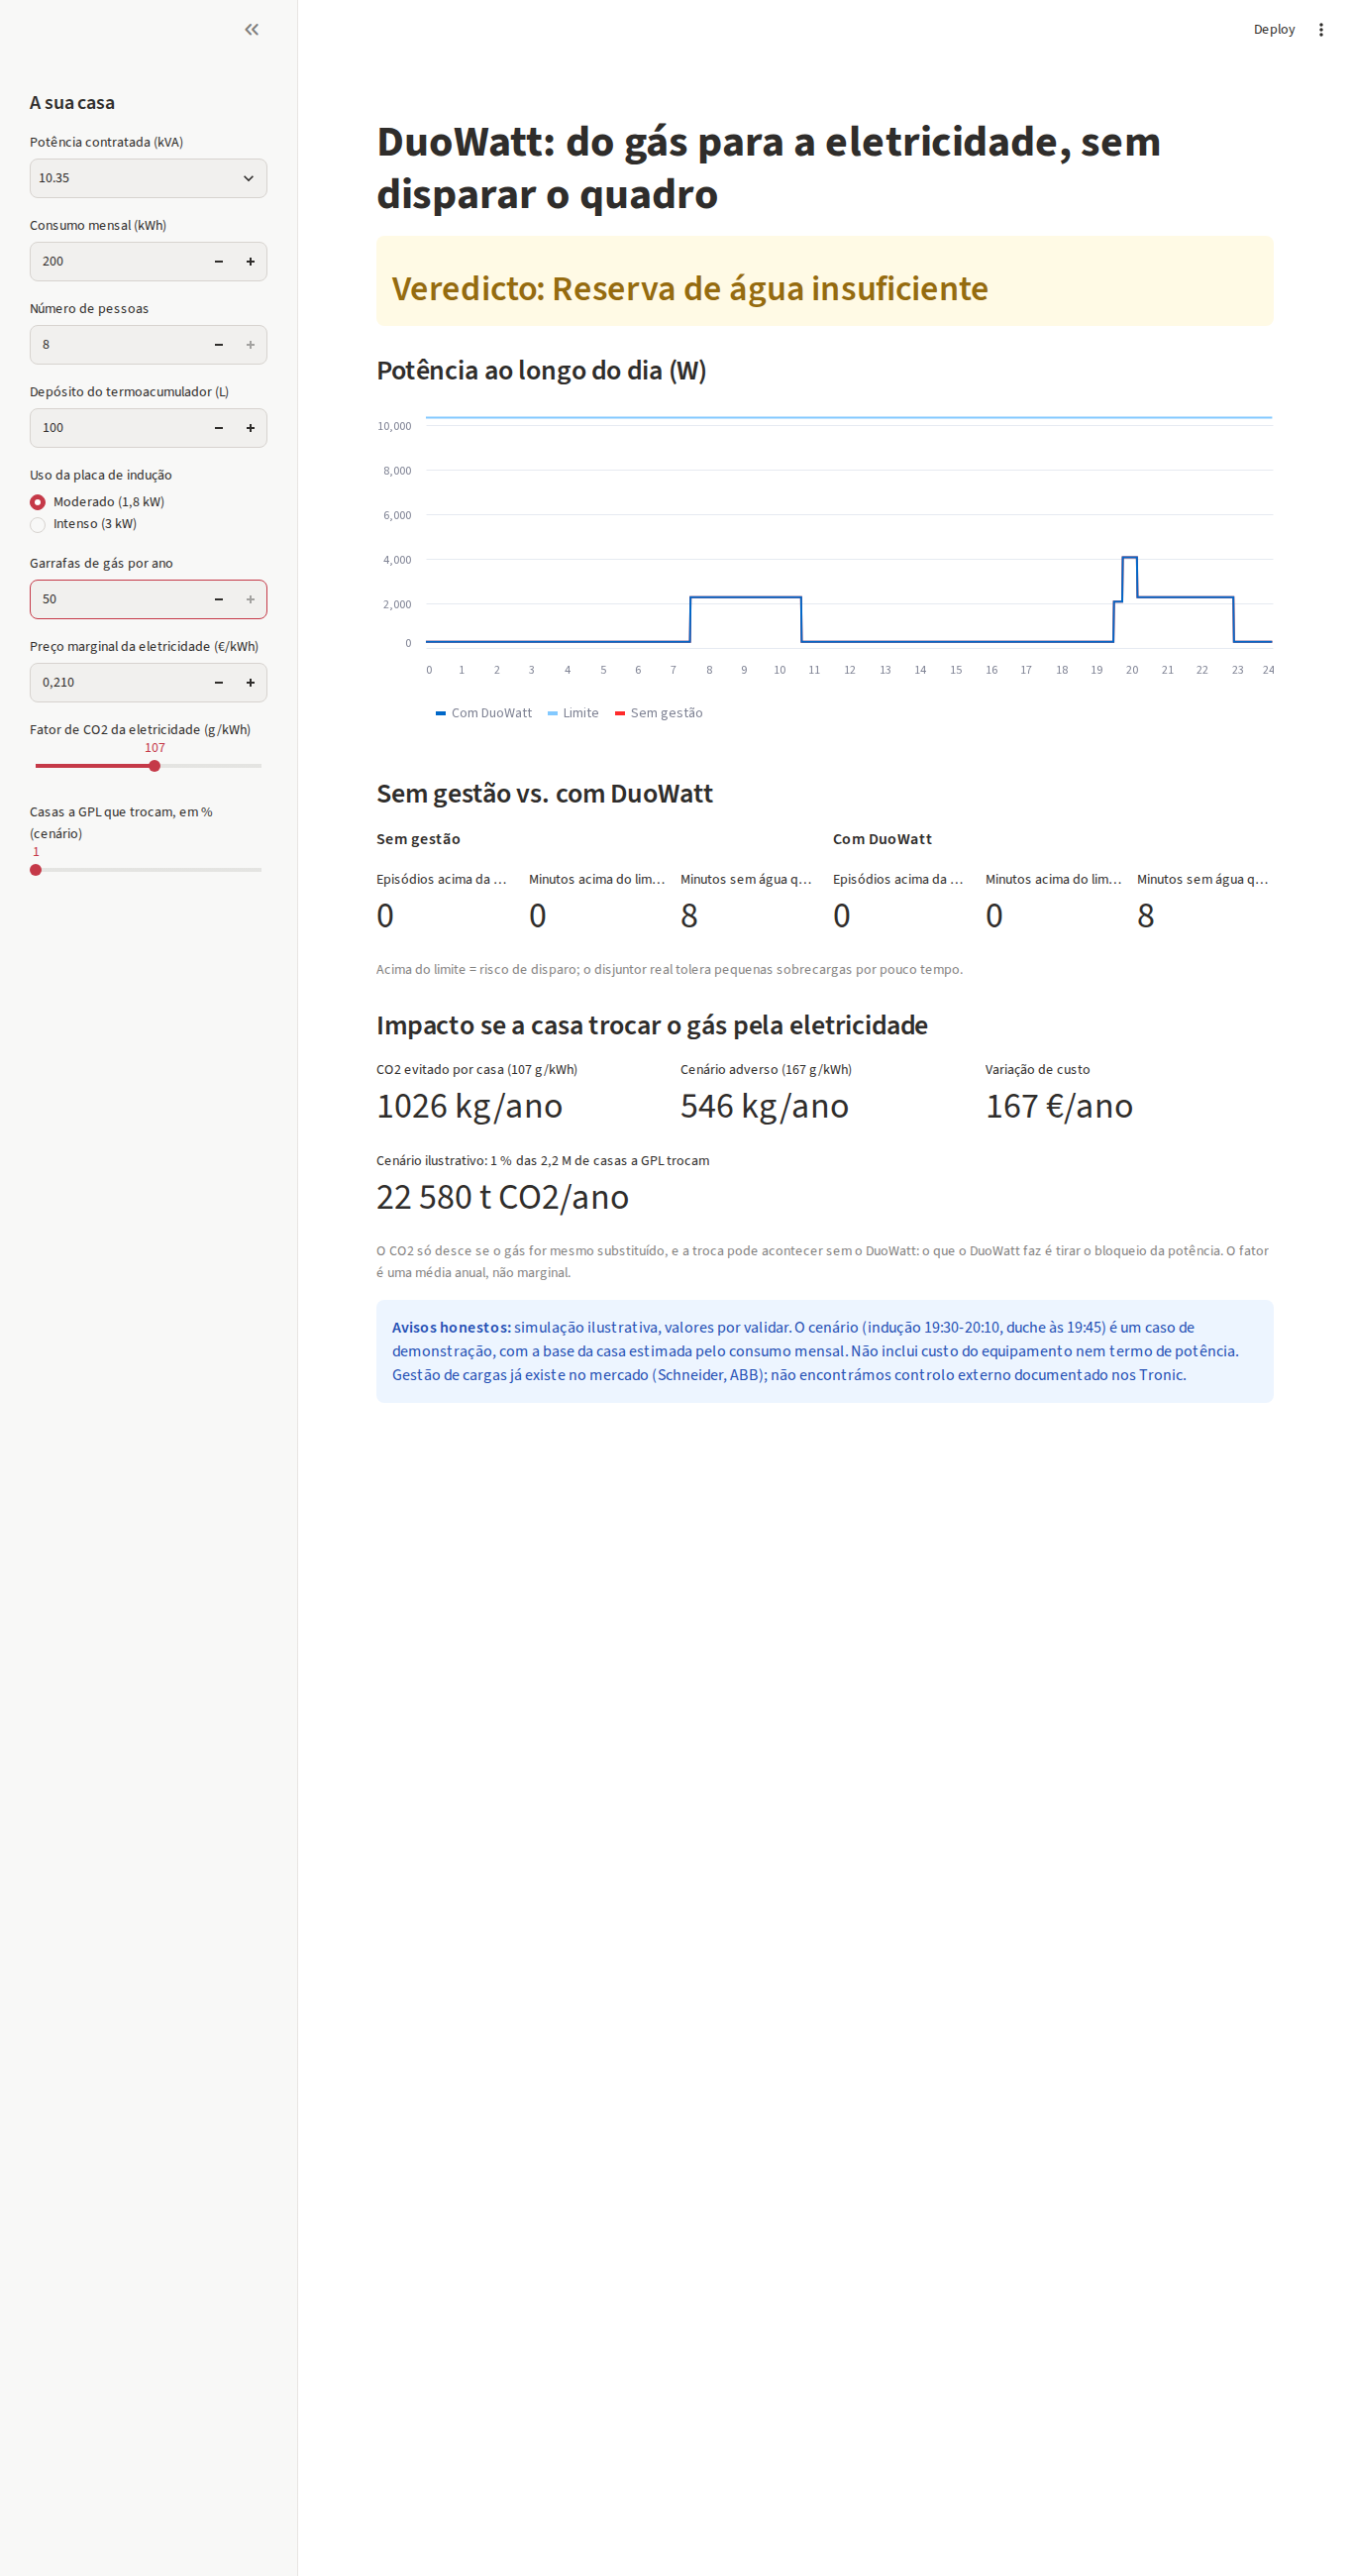 Deploy
A sua casa
Potência contratada (kVA)
10.35
Consumo mensal (kWh)
200
Número de pessoas
8
Depósito do termoacumulador (L)
100
Uso da placa de indução
Moderado (1,8 kW)
Intenso (3 kW)
Garrafas de gás por ano
50
Preço marginal da eletricidade (€/kWh)
0,210
Fator de CO2 da eletricidade (g/kWh)
107
Casas a GPL que trocam, em %
(cenário)
1
DuoWatt: do gás para a eletricidade, sem
disparar o quadro
Veredicto: Reserva de água insuficiente
Potência ao longo do dia (W)
10,000
8,000
6,000
4,000
2,000
0
0 1 2 3 4 5 6 7 8 9 10 11 12 13 14 15 16 17 18 19 20 21 22 23 24
Com DuoWatt Limite Sem gestão
Sem gestão vs. com DuoWatt
Sem gestão Com DuoWatt
Episódios acima da … Minutos acima do lim… Minutos sem água q… Episódios acima da … Minutos acima do lim… Minutos sem água q…
0 0 8 0 0 8
Acima do limite = risco de disparo; o disjuntor real tolera pequenas sobrecargas por pouco tempo.
Impacto se a casa trocar o gás pela eletricidade
CO2 evitado por casa (107 g/kWh) Cenário adverso (167 g/kWh) Variação de custo
1026 kg/ano 546 kg/ano 167 €/ano
Cenário ilustrativo: 1 % das 2,2 M de casas a GPL trocam
22 580 t CO2/ano
O CO2 só desce se o gás for mesmo substituído, e a troca pode acontecer sem o DuoWatt: o que o DuoWatt faz é tirar o bloqueio da potência. O fator
é uma média anual, não marginal.
Avisos honestos: simulação ilustrativa, valores por validar. O cenário (indução 19:30-20:10, duche às 19:45) é um caso de
demonstração, com a base da casa estimada pelo consumo mensal. Não inclui custo do equipamento nem termo de potência.
Gestão de cargas já existe no mercado (Schneider, ABB); não encontrámos controlo externo documentado nos Tronic.